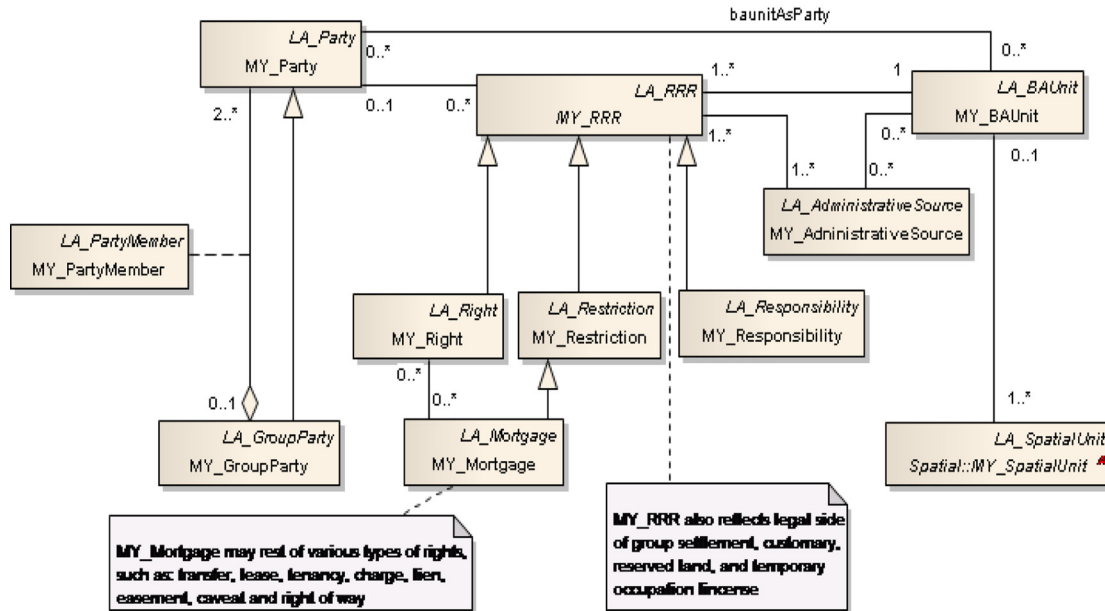 baunitAsParty
LA_Party
MY_Party
0..*
0..*
0..1
0..*
LA_RRR
MY_RRR
1..*
1
1..*
LA_BAUnit
MY_BAUnit
2..*
0..*
0..1
1..*
0..*
LA_AdministrativeSource
MY_AdninistrativeSource
LA_PartyMember
MY_PartyMember
LA_Right
MY_Right
LA_Restriction
MY_Restriction
LA_Responsibility
MY_Responsibility
0..*
0..*
0..1
1..*
LA_GroupParty
MY_GroupParty
LA_Mortgage
MY_Mortgage
LA_SpatialUnit
Spatial::MY_SpatialUnit
MY_Mortgage may rest of various types of rights,
such as: transfer, lease, tenancy, charge, lien,
easement, caveat and right of way
MY_RRR also reflects legal side
of group settlement, customary,
reserved land, and temporary
occupation lincense